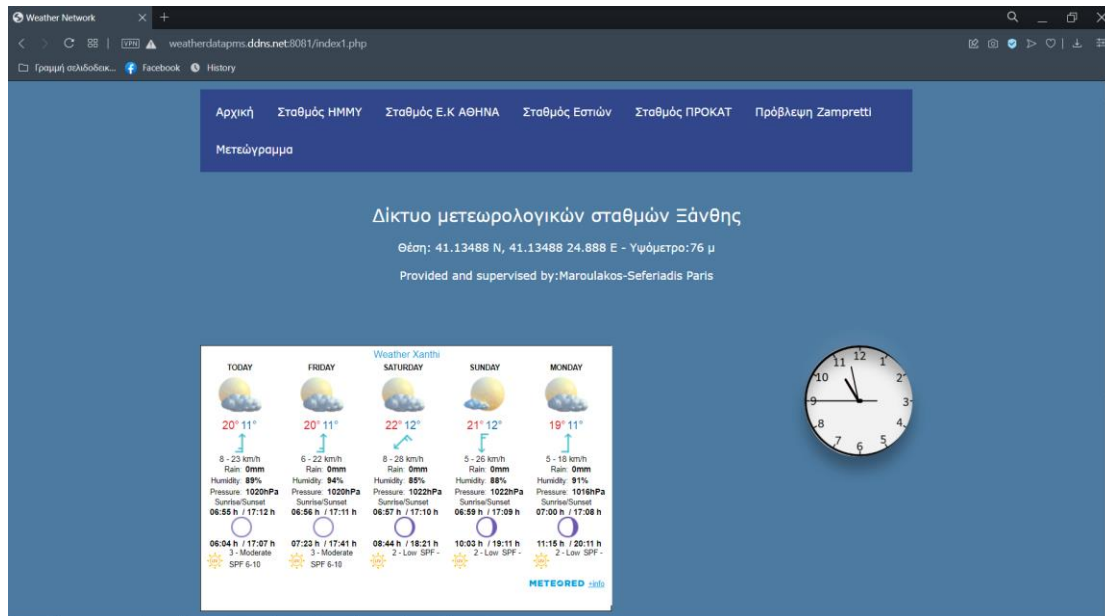 Weather Network
VPN weatherdatapms.ddns.net:8081/index1.php
Γραμμή σελιδοδεικ... Facebook History
Αρχική Σταθμός ΗΜΜΥ Σταθμός Ε.Κ ΑΘΗΝΑ Σταθμός Εστιών Σταθμός ΠΡΟΚΑΤ Πρόβλεψη Zampretti
Μετεώγραμμα
Δίκτυο μετεωρολογικών σταθμών Ξάνθης
Θέση: 41.13488 N, 41.13488 24.888 E - Υψόμετρο:76 μ
Provided and supervised by:Maroulakos-Seferiadis Paris
Weather Xanthi
TODAY FRIDAY SATURDAY SUNDAY MONDAY
20° 11° 20° 11° 22° 12° 21° 12° 19° 11°
8 - 23 km/h 6 - 22 km/h 8 - 28 km/h 5 - 26 km/h 5 - 18 km/h
Rain: 0mm Rain: 0mm Rain: 0mm Rain: 0mm Rain: 0mm
Humidity: 89% Humidity: 94% Humidity: 85% Humidity: 88% Humidity: 91%
Pressure: 1020hPa Pressure: 1020hPa Pressure: 1022hPa Pressure: 1022hPa Pressure: 1016hPa
Sunrise/Sunset Sunrise/Sunset Sunrise/Sunset Sunrise/Sunset Sunrise/Sunset
06:55 h / 17:12 h 06:56 h / 17:11 h 06:57 h / 17:10 h 06:59 h / 17:09 h 07:00 h / 17:08 h
06:04 h / 17:07 h 07:23 h / 17:41 h 08:44 h / 18:21 h 10:03 h / 19:11 h 11:15 h / 20:11 h
3 - Moderate 3 - Moderate 2 - Low SPF - 2 - Low SPF - 2 - Low SPF -
SPF 6-10 SPF 6-10
METEORED +info
12
11 1
10 2
9 3
8 4
7 5
6